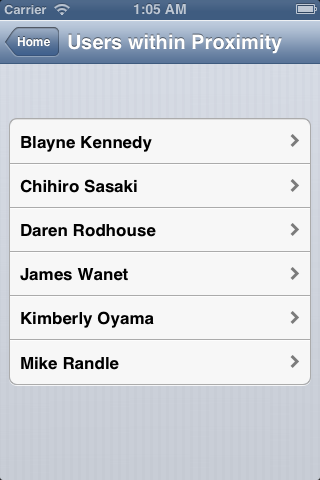 Carrier 1:05 AM
Home Users within Proximity
Blayne Kennedy
Chihiro Sasaki
Daren Rodhouse
James Wanet
Kimberly Oyama
Mike Randle